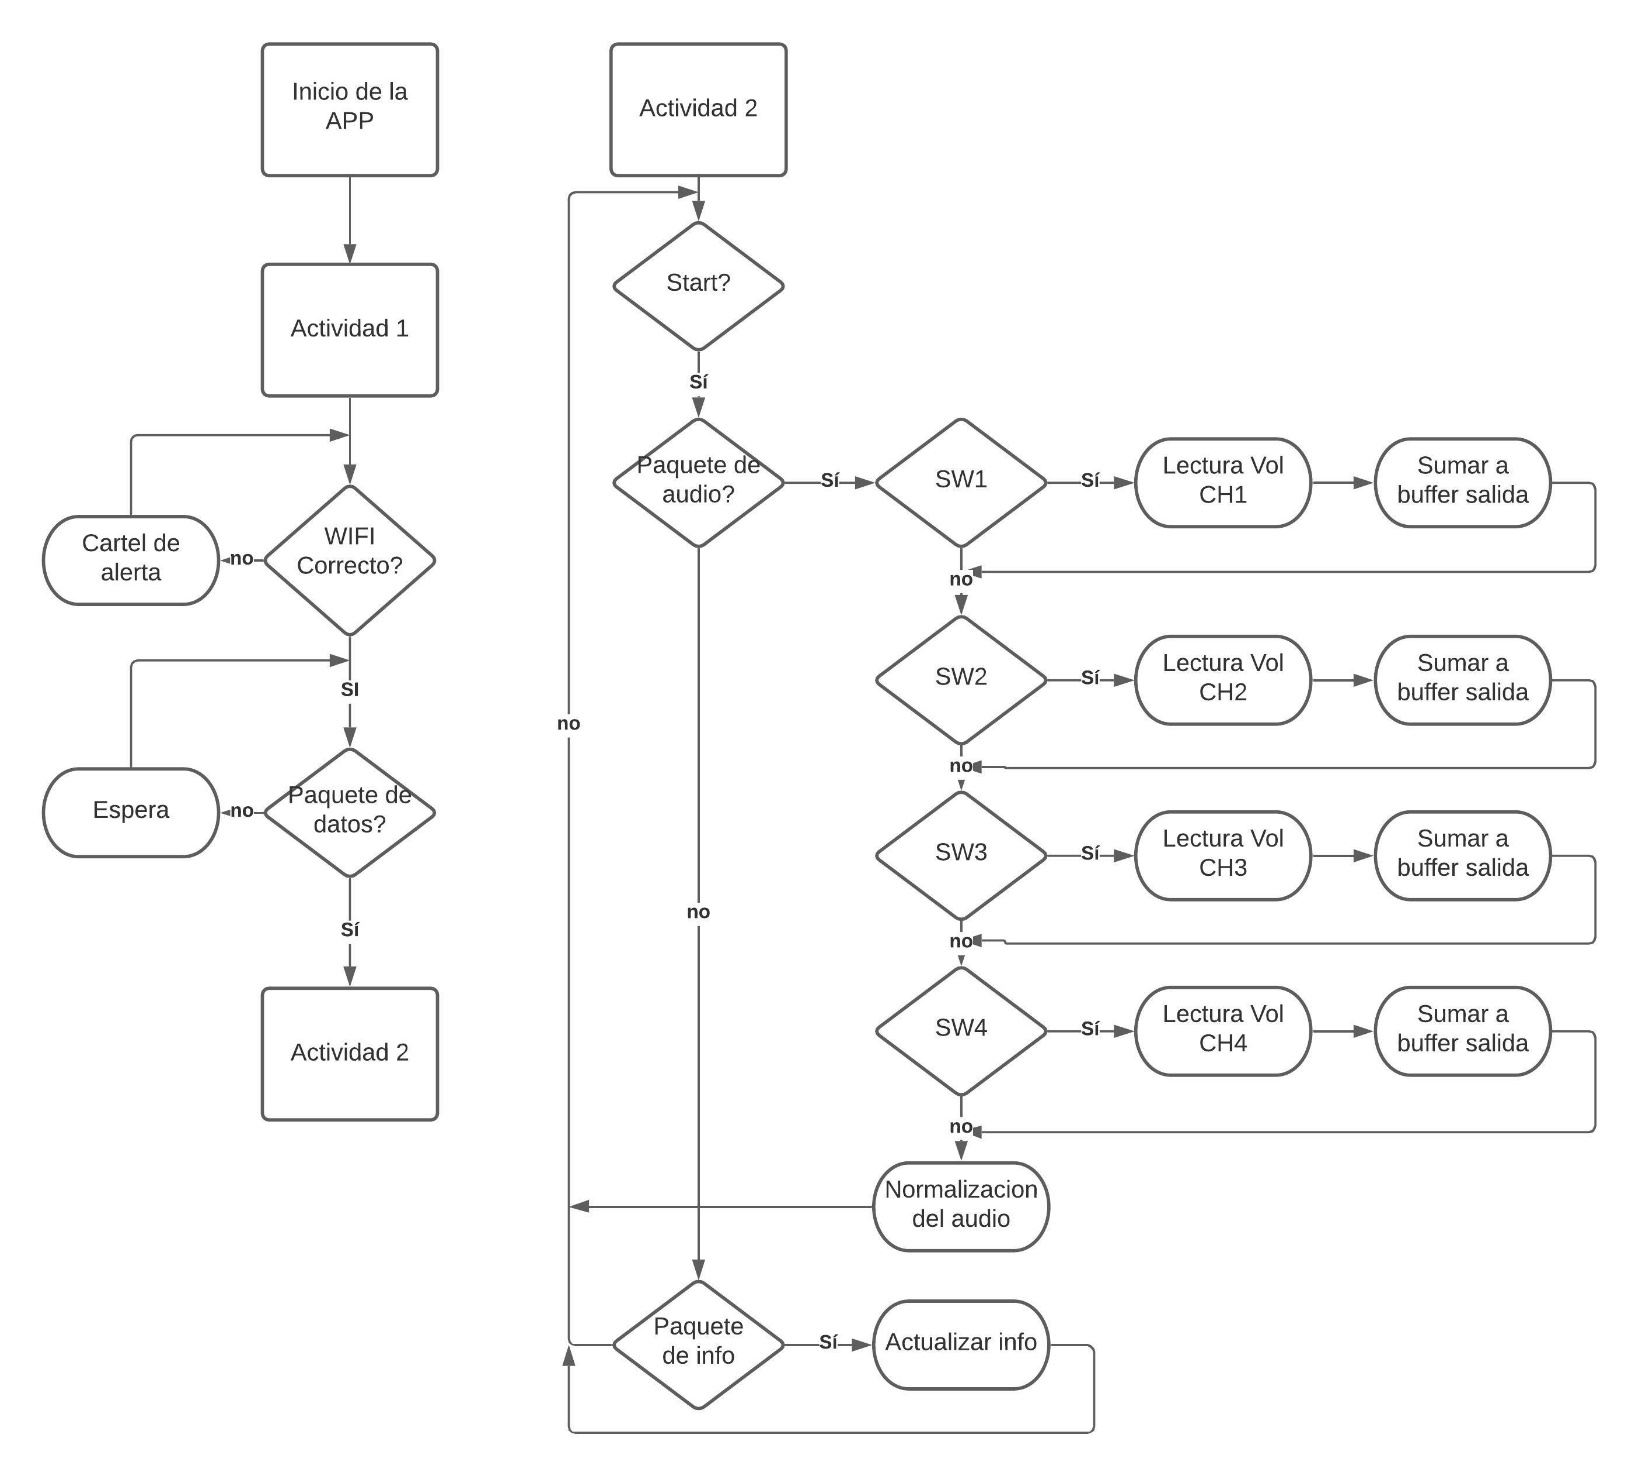 Inicio de la
APP
Actividad 1
WIFI
Correcto?
no
Cartel de
alerta
SI
Paquete de
datos?
no
Espera
Sí
Actividad 2
Actividad 2
Start?
Sí
Paquete de
audio?
Sí
SW1
Sí
Lectura Vol
CH1
Sumar a
buffer salida
no
SW2
Sí
Lectura Vol
CH2
Sumar a
buffer salida
no
SW3
Sí
Lectura Vol
CH3
Sumar a
buffer salida
no
SW4
Sí
Lectura Vol
CH4
Sumar a
buffer salida
no
Normalizacion
del audio
no
no
Paquete
de info
Sí
Actualizar info